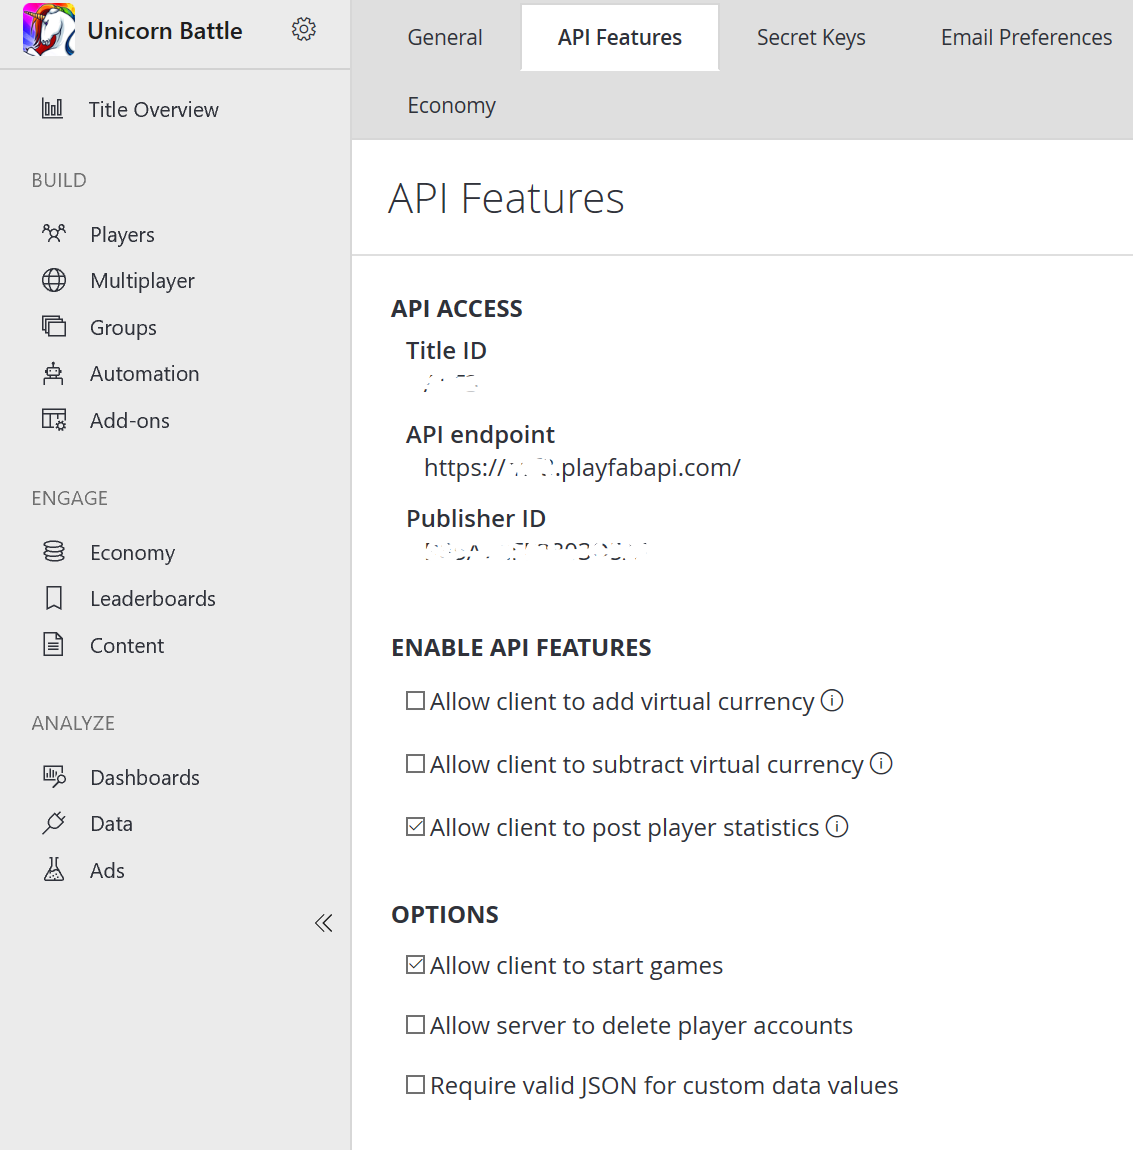 Unicorn Battle
Title Overview
BUILD
Players
Multiplayer
Groups
Automation
Add-ons
ENGAGE
Economy
Leaderboards
Content
ANALYZE
Dashboards
Data
Ads
General
API Features
Secret Keys
Email Preferences
Economy
API Features
API ACCESS
Title ID
API endpoint
https://
.playfabapi.com/
Publisher ID
ENABLE API FEATURES
Allow client to add virtual currency
Allow client to subtract virtual currency
Allow client to post player statistics
OPTIONS
Allow client to start games
Allow server to delete player accounts
Require valid JSON for custom data values